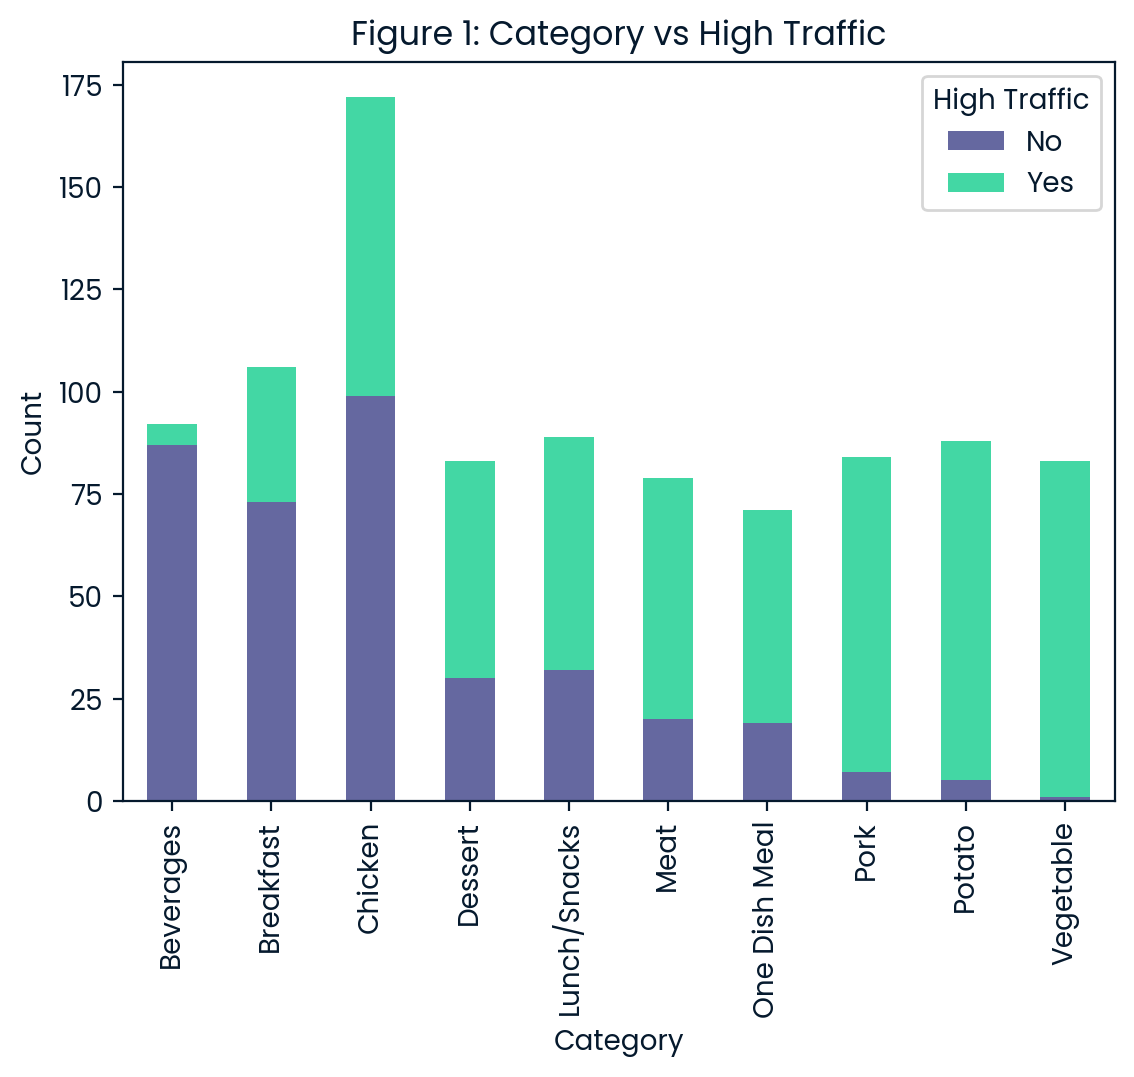 Figure 1: Category vs High Traffic
High Traffic
No
Yes
175
150
125
100
75
50
25
0
Count
Beverages
Breakfast
Chicken
Dessert
Lunch/Snacks
Meat
One Dish Meal
Pork
Potato
Vegetable
Category